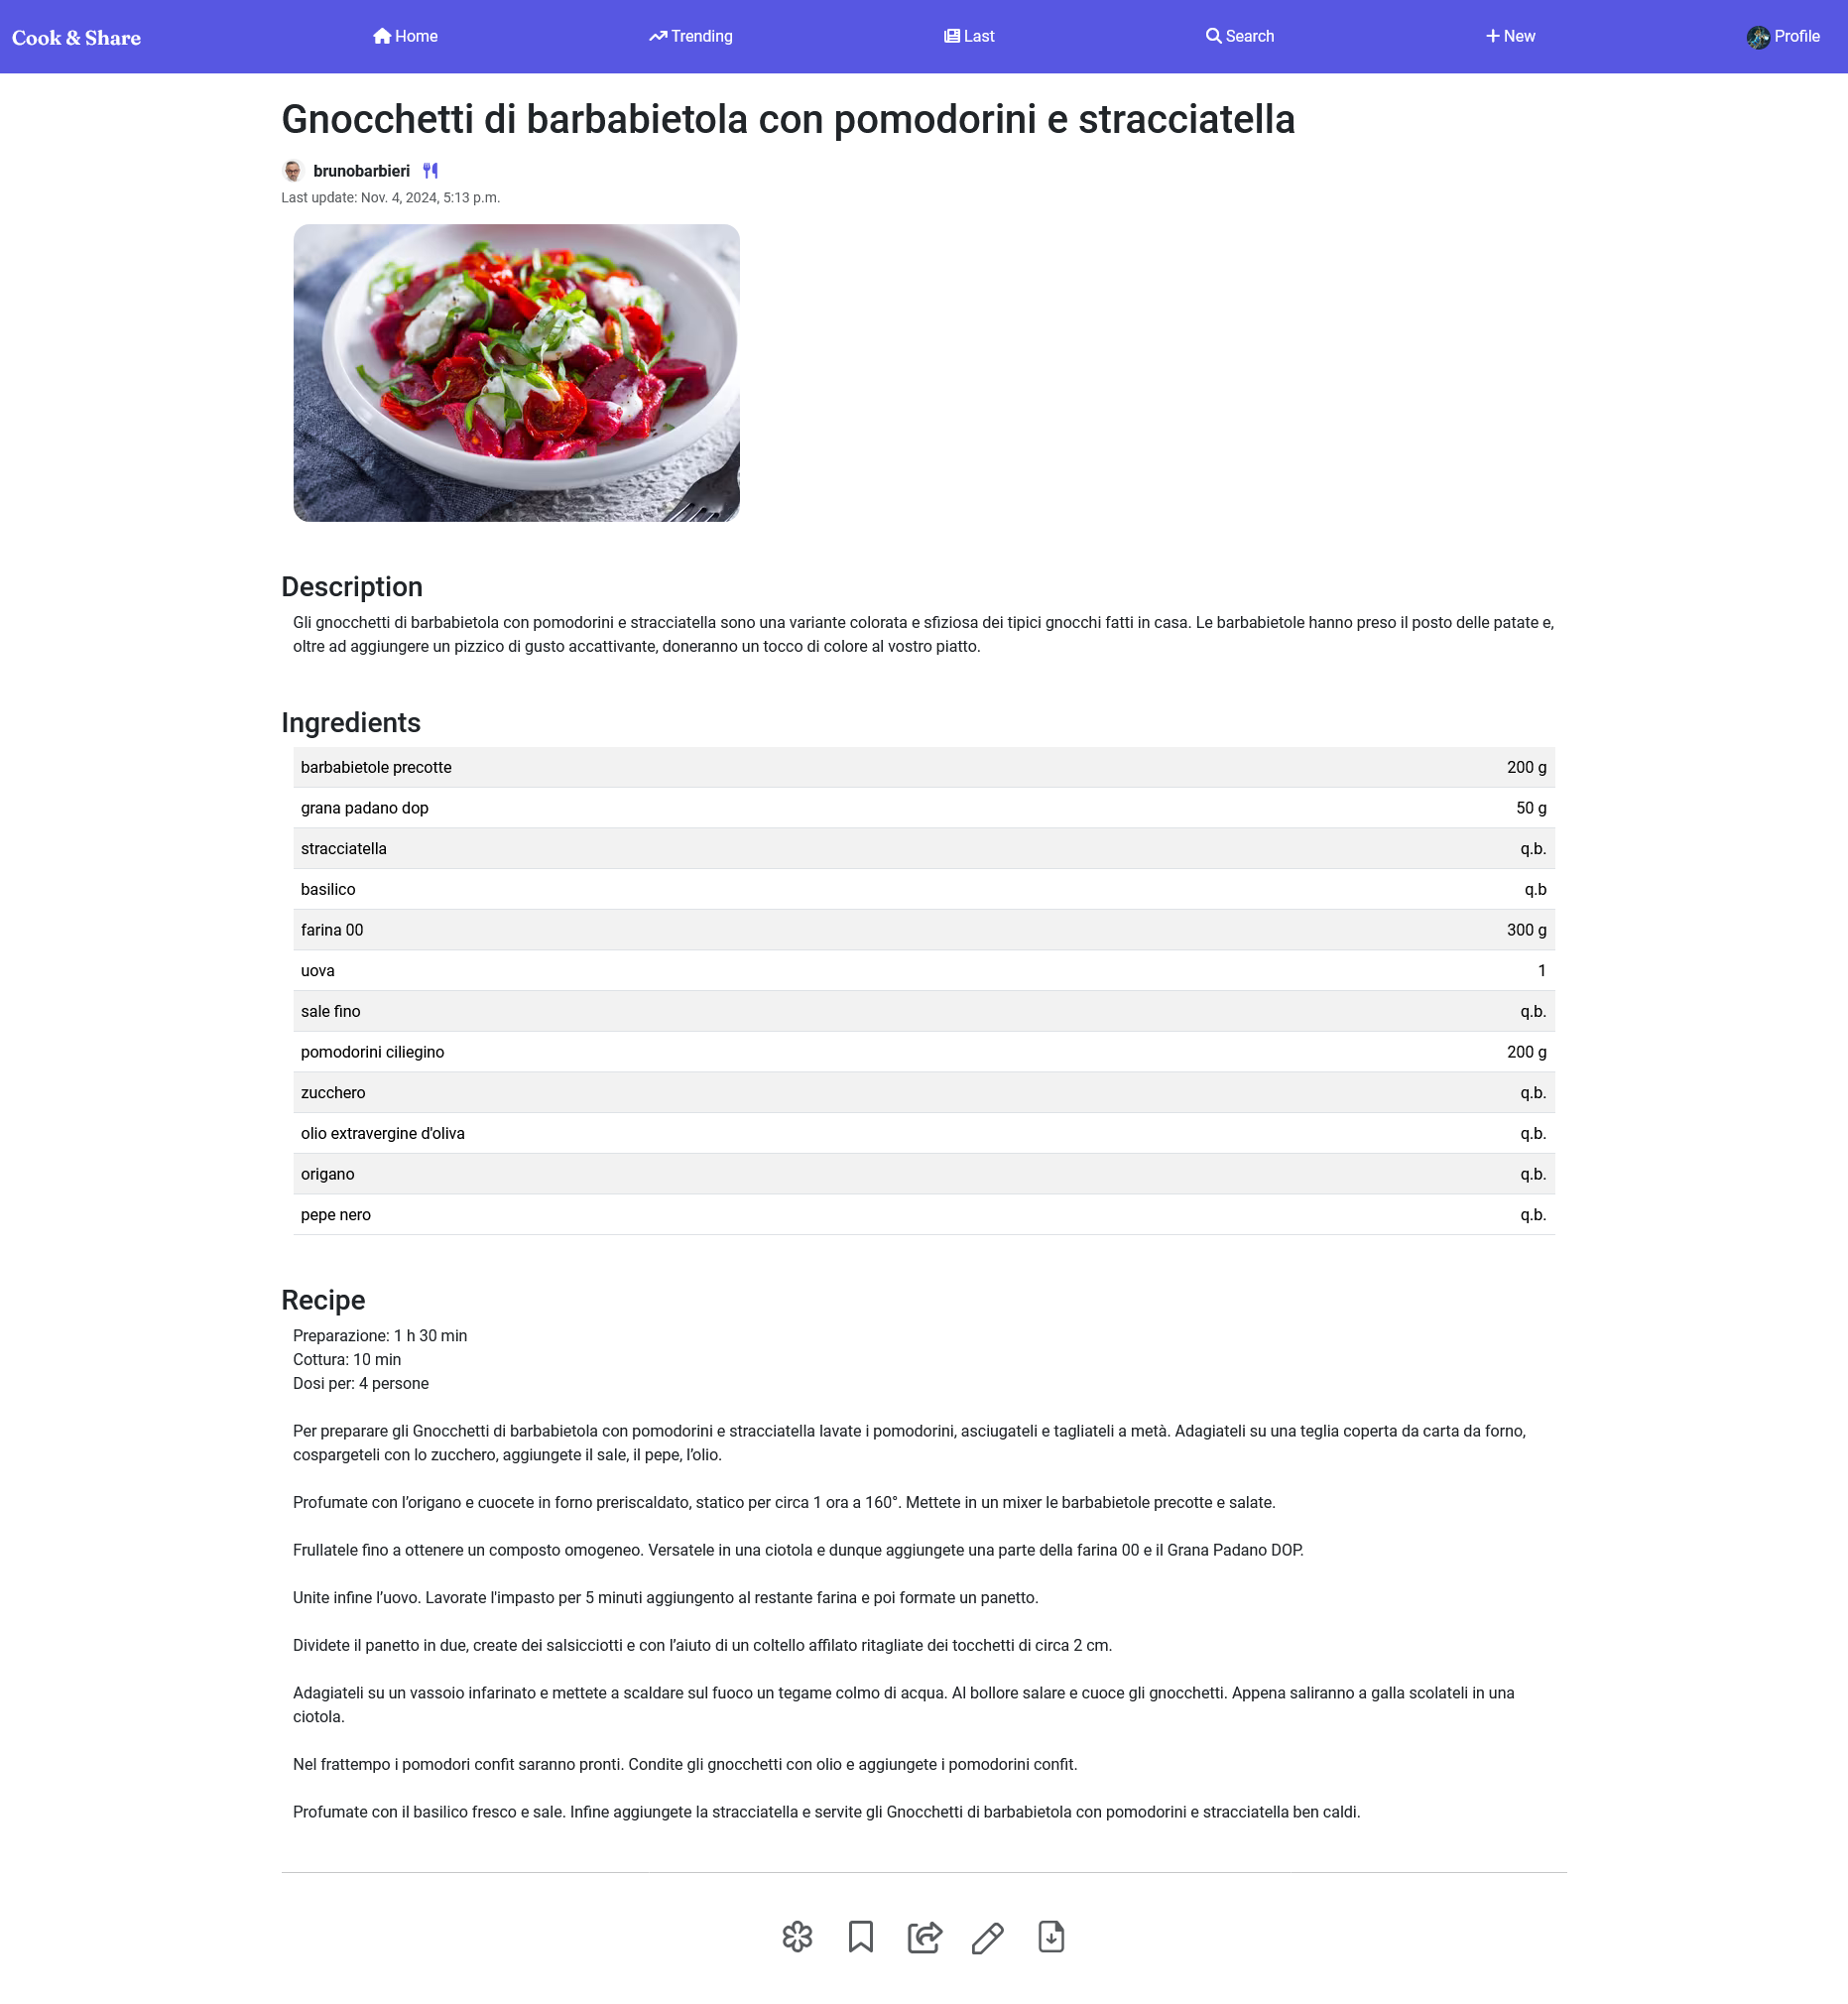 Cook & Share
Home
Trending
Last
Search
New
Profile
Gnocchetti di barbabietola con pomodorini e stracciatella
brunobarbieri
Last update: Nov. 4, 2024, 5:13 p.m.
Description
Gli gnocchetti di barbabietola con pomodorini e stracciatella sono una variante colorata e sfiziosa dei tipici gnocchi fatti in casa. Le barbabietole hanno preso il posto delle patate e,
oltre ad aggiungere un pizzico di gusto accattivante, doneranno un tocco di colore al vostro piatto.
Ingredients
barbabietole precotte 200 g
grana padano dop 50 g
stracciatella q.b.
basilico q.b
farina 00 300 g
uova 1
sale fino q.b.
pomodorini ciliegino 200 g
zucchero q.b.
olio extravergine d'oliva q.b.
origano q.b.
pepe nero q.b.
Recipe
Preparazione: 1 h 30 min
Cottura: 10 min
Dosi per: 4 persone
Per preparare gli Gnocchetti di barbabietola con pomodorini e stracciatella lavate i pomodorini, asciugateli e tagliateli a metà. Adagiateli su una teglia coperta da carta da forno,
cospargeteli con lo zucchero, aggiungete il sale, il pepe, l’olio.
Profumate con l’origano e cuocete in forno preriscaldato, statico per circa 1 ora a 160°. Mettete in un mixer le barbabietole precotte e salate.
Frullatele fino a ottenere un composto omogeneo. Versatele in una ciotola e dunque aggiungete una parte della farina 00 e il Grana Padano DOP.
Unite infine l’uovo. Lavorate l'impasto per 5 minuti aggiungento al restante farina e poi formate un panetto.
Dividete il panetto in due, create dei salsicciotti e con l’aiuto di un coltello affilato ritagliate dei tocchetti di circa 2 cm.
Adagiateli su un vassoio infarinato e mettete a scaldare sul fuoco un tegame colmo di acqua. Al bollore salare e cuoce gli gnocchetti. Appena saliranno a galla scolateli in una
ciotola.
Nel frattempo i pomodori confit saranno pronti. Condite gli gnocchetti con olio e aggiungete i pomodorini confit.
Profumate con il basilico fresco e sale. Infine aggiungete la stracciatella e servite gli Gnocchetti di barbabietola con pomodorini e stracciatella ben caldi.